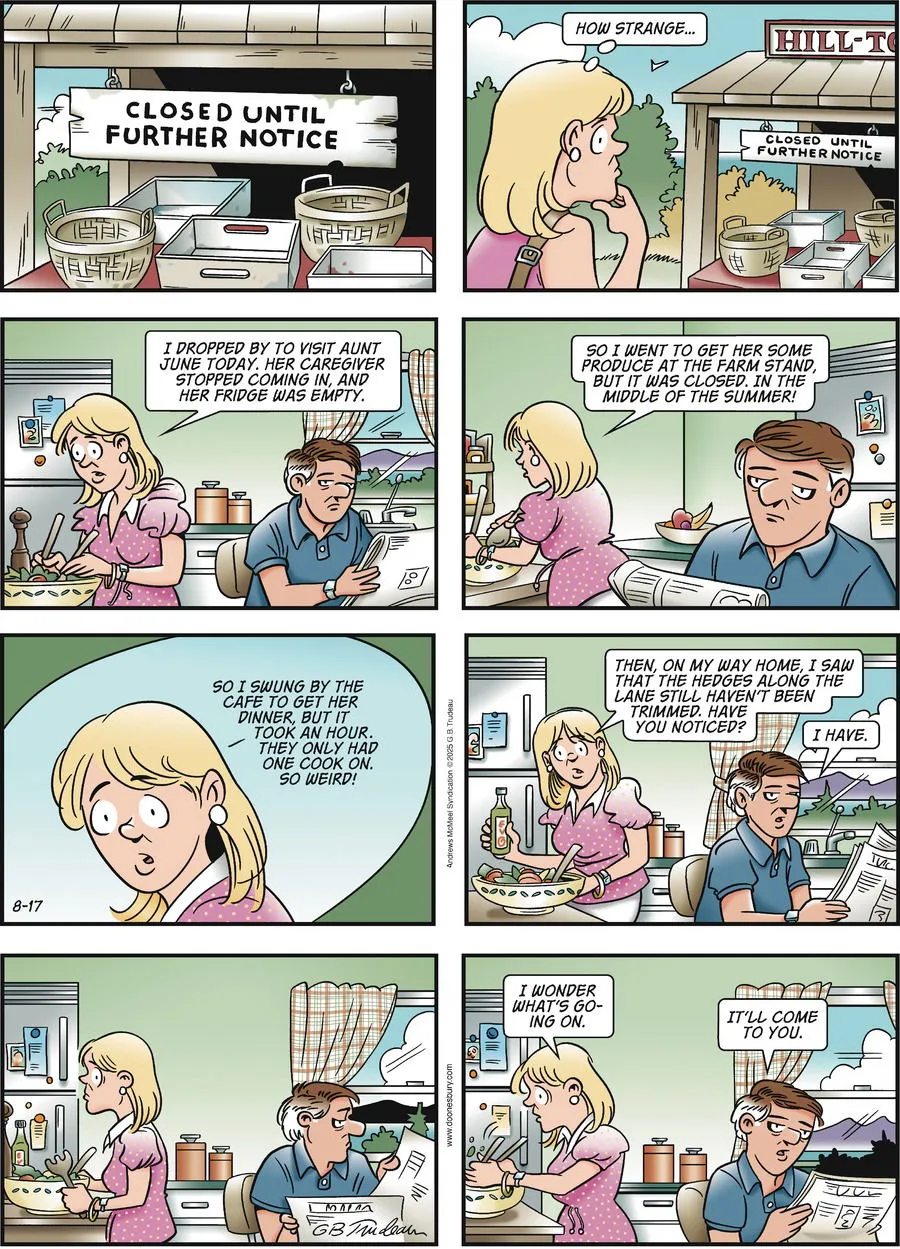 CLOSED UNTIL
FURTHER NOTICE
HOW STRANGE...
HILL-TO
CLOSED UNTIL
FURTHER NOTICE
I DROPPED BY TO VISIT AUNT
JUNE TODAY. HER CAREGIVER
STOPPED COMING IN, AND
HER FRIDGE WAS EMPTY.
SO I WENT TO GET HER SOME
PRODUCE AT THE FARM STAND,
BUT IT WAS CLOSED. IN THE
MIDDLE OF THE SUMMER!
SO I SWUNG BY THE
CAFE TO GET HER
DINNER, BUT IT
TOOK AN HOUR.
THEY ONLY HAD
ONE COOK ON.
SO WEIRD!
8-17
Andrews McMeel Syndication ©2025 G.B. Trudeau
THEN, ON MY WAY HOME, I SAW
THAT THE HEDGES ALONG THE
LANE STILL HAVEN'T BEEN
TRIMMED. HAVE
YOU NOTICED?
I HAVE.
GB Trudeau
www.doonesbury.com
I WONDER
WHAT'S GO-
ING ON.
IT'LL COME
TO YOU.